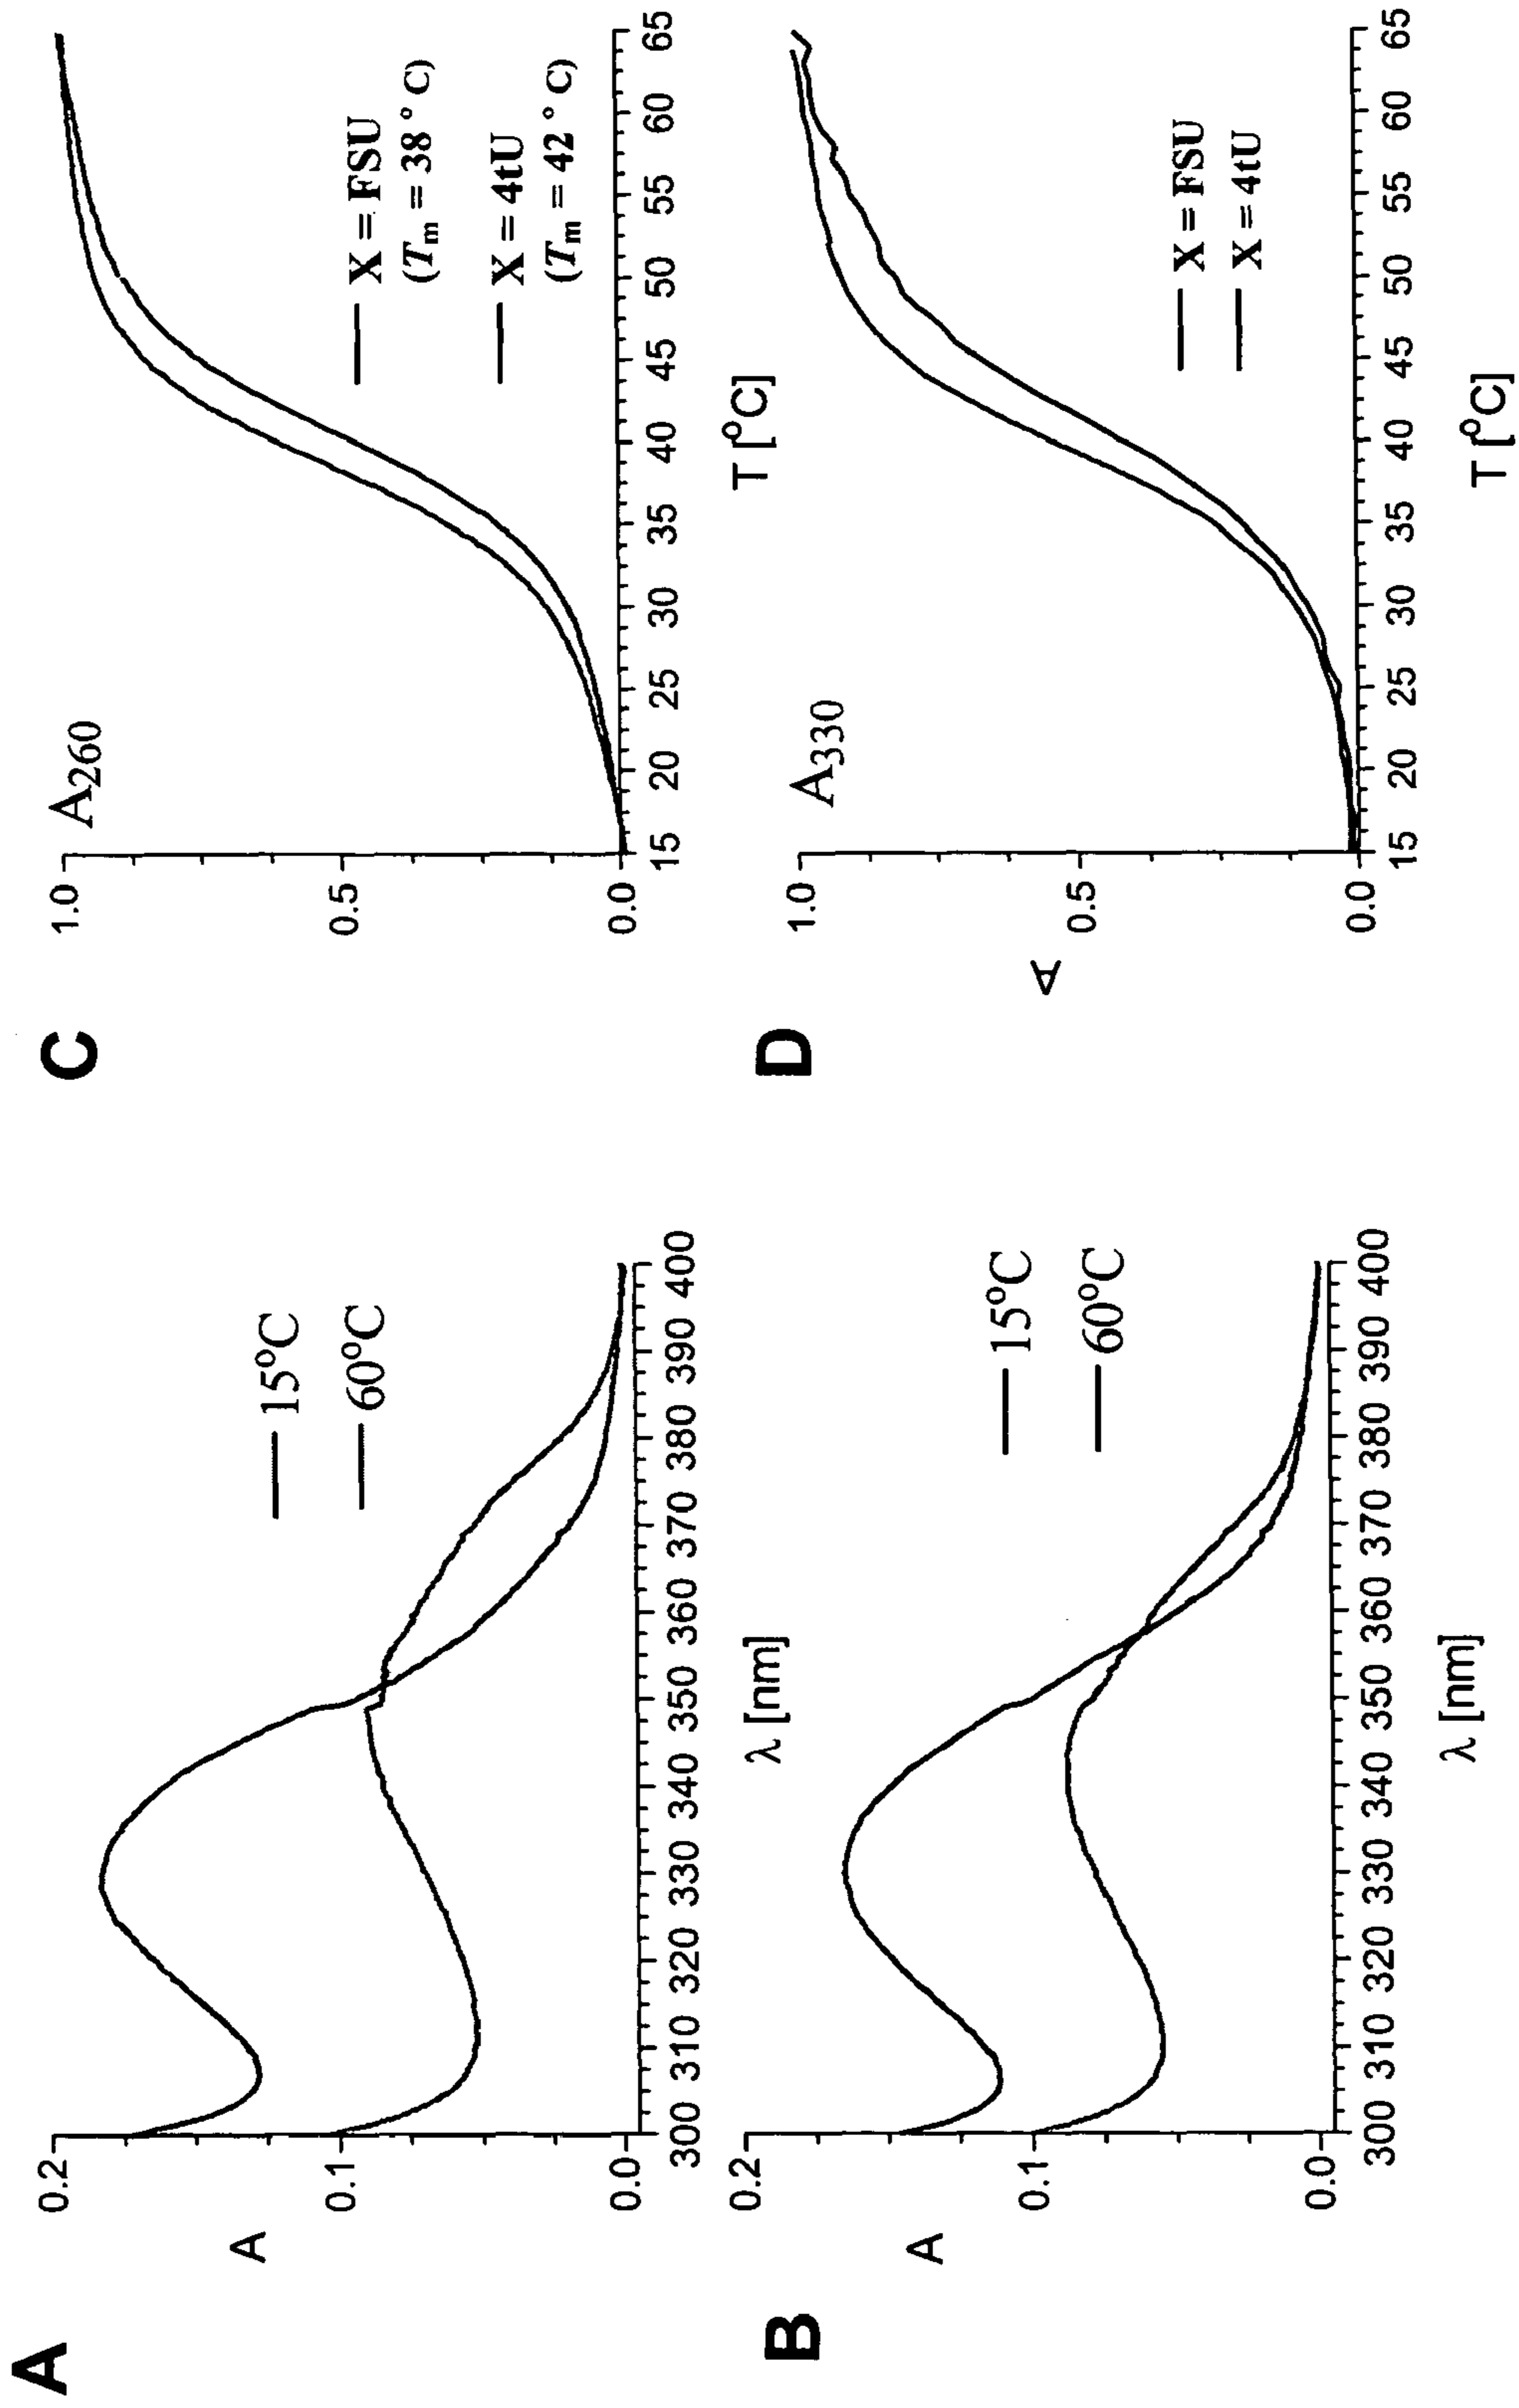 A
0.2
0.1
0.0
A
15°C
60°C
300 310 320 330 340 350 360 370 380 390 400
λ [nm]
B
0.2
0.1
0.0
A
15°C
60°C
300 310 320 330 340 350 360 370 380 390 400
λ [nm]
C
A260
1.0
0.5
0.0
X = FSU
(Tm = 38° C)
X = 4tU
(Tm = 42° C)
15 20 25 30 35 40 45 50 55 60 65
T [°C]
D
A330
1.0
0.5
0.0
A
X = FSU
X = 4tU
15 20 25 30 35 40 45 50 55 60 65
T [°C]